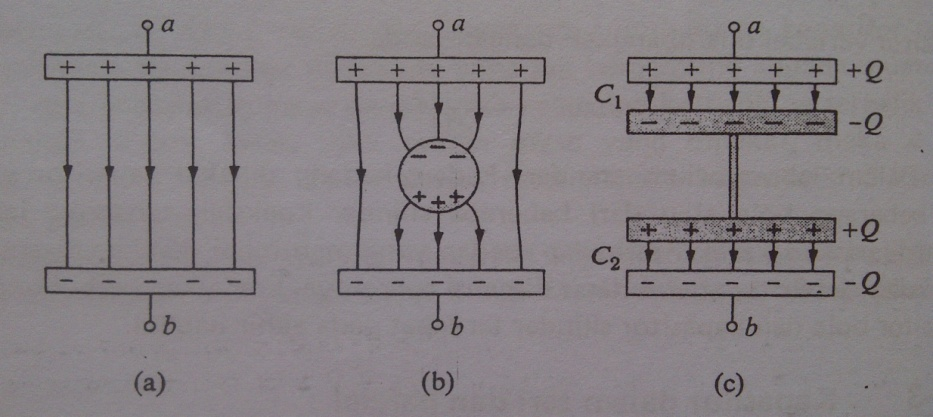 a a a
+ + + + + + + + + + + + + + + +Q
C₁
− − − − − −Q
− − −
+ + +
+ + + + + +Q
C₂
− − − − − − − − − − − − − − − −Q
b b b
(a) (b) (c)